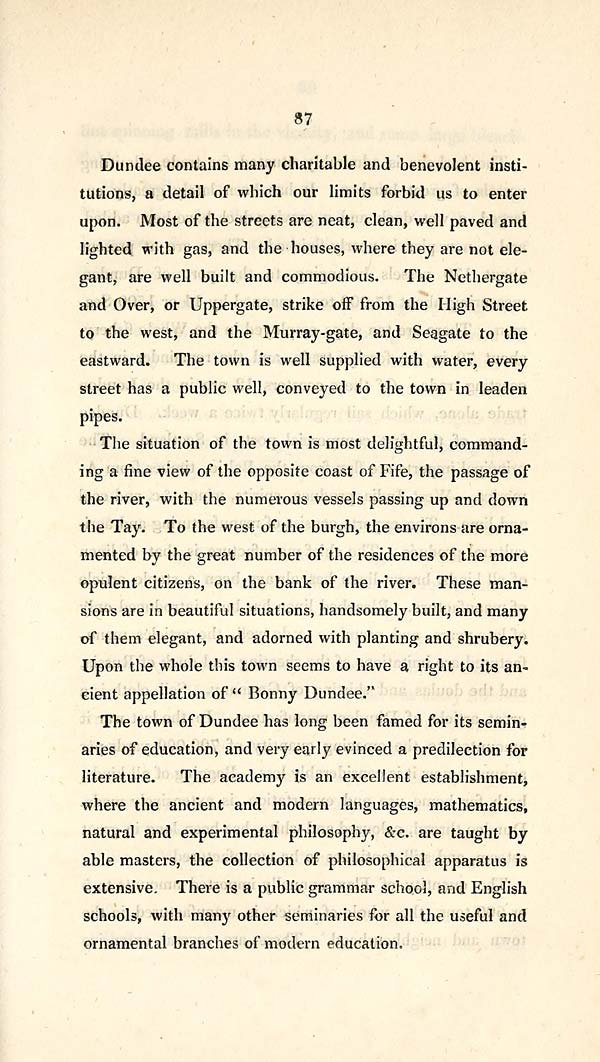 87
Dundee contains many charitable and benevolent insti-
tutions, a detail of which our limits forbid us to enter
upon. Most of the streets are neat, clean, well paved and
lighted with gas, and the houses, where they are not ele-
gant, are well built and commodious. The Nethergate
and Over, or Uppergate, strike off from the High Street
to the west, and the Murray-gate, and Seagate to the
eastward. The town is well supplied with water, every
street has a public well, conveyed to the town in leaden
pipes.
The situation of the town is most delightful, command-
ing a fine view of the opposite coast of Fife, the passage of
the river, with the numerous vessels passing up and down
the Tay. To the west of the burgh, the environs are orna-
mented by the great number of the residences of the more
opulent citizens, on the bank of the river. These man-
sions are in beautiful situations, handsomely built, and many
of them elegant, and adorned with planting and shrubery.
Upon the whole this town seems to have a right to its an-
cient appellation of “ Bonny Dundee.”
The town of Dundee has long been famed for its semin-
aries of education, and very early evinced a predilection for
literature. The academy is an excellent establishment,
where the ancient and modern languages, mathematics,
natural and experimental philosophy, &c. are taught by
able masters, the collection of philosophical apparatus is
extensive. There is a public grammar school, and English
schools, with many other seminaries for all the useful and
ornamental branches of modern education.